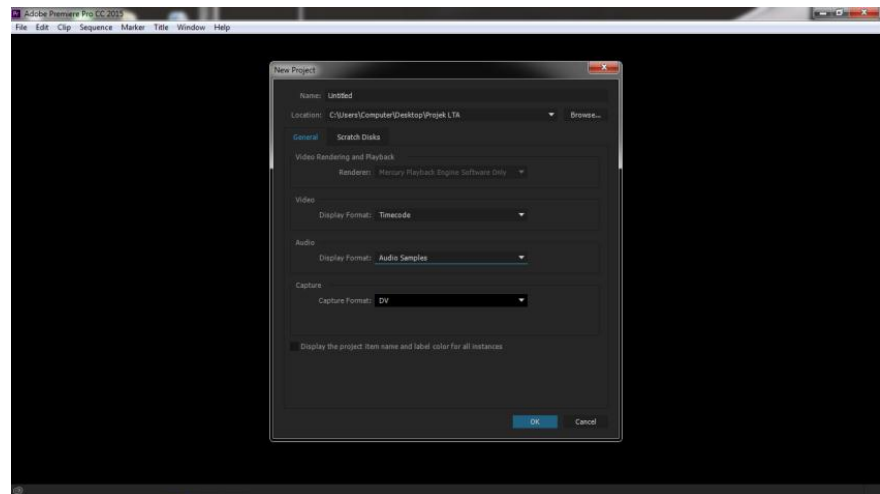 Adobe Premiere Pro CC 2015
File Edit Clip Sequence Marker Title Window Help
New Project
Name: Untitled
Location: C:\Users\Computer\Desktop\Projek LTA Browse...
General Scratch Disks
Video Rendering and Playback
Renderer: Mercury Playback Engine Software Only
Video
Display Format: Timecode
Audio
Display Format: Audio Samples
Capture
Capture Format: DV
Display the project item name and label color for all instances
OK Cancel